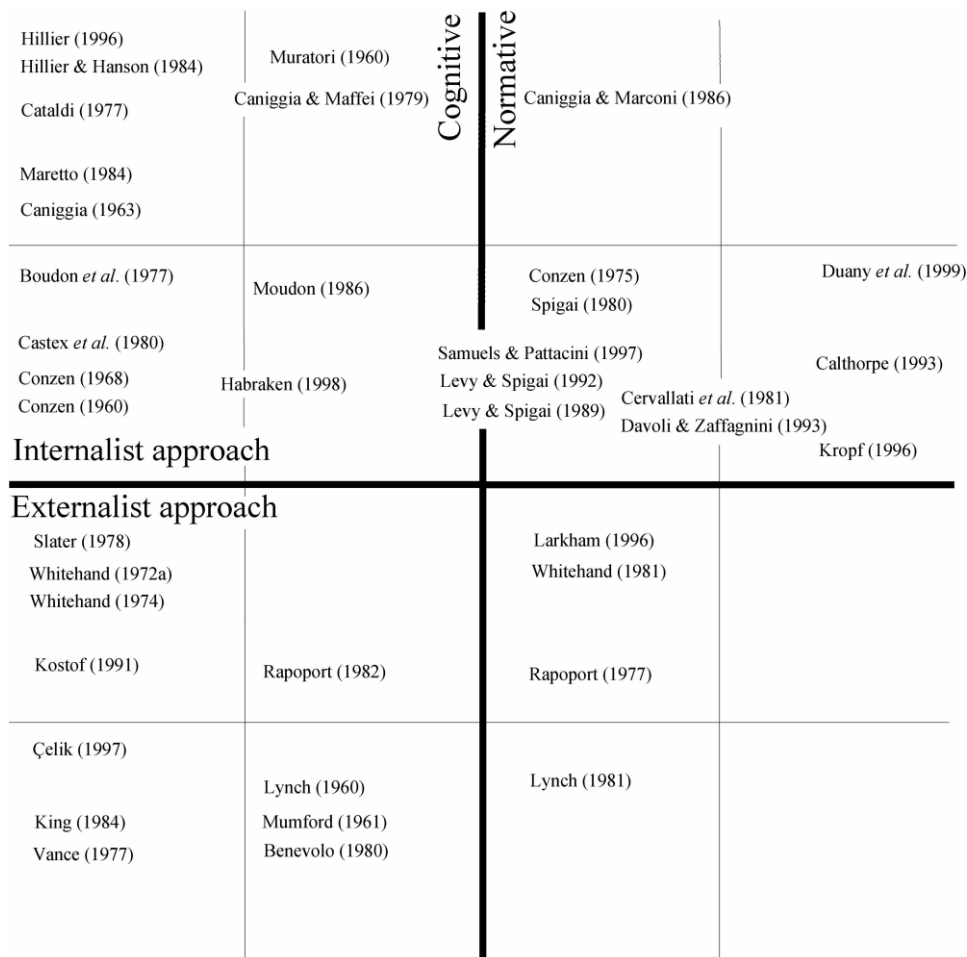 Hillier (1996)
Hillier & Hanson (1984)
Cataldi (1977)
Maretto (1984)
Caniggia (1963)
Muratori (1960)
Caniggia & Maffei (1979)
Cognitive
Normative
Caniggia & Marconi (1986)
Boudon et al. (1977)
Castex et al. (1980)
Conzen (1968)
Conzen (1960)
Moudon (1986)
Habraken (1998)
Conzen (1975)
Spigai (1980)
Samuels & Pattacini (1997)
Levy & Spigai (1992)
Levy & Spigai (1989)
Cervallati et al. (1981)
Davoli & Zaffagnini (1993)
Duany et al. (1999)
Calthorpe (1993)
Kropf (1996)
Internalist approach
Externalist approach
Slater (1978)
Whitehand (1972a)
Whitehand (1974)
Kostof (1991)
Rapoport (1982)
Larkham (1996)
Whitehand (1981)
Rapoport (1977)
Çelik (1997)
King (1984)
Vance (1977)
Lynch (1960)
Mumford (1961)
Benevolo (1980)
Lynch (1981)